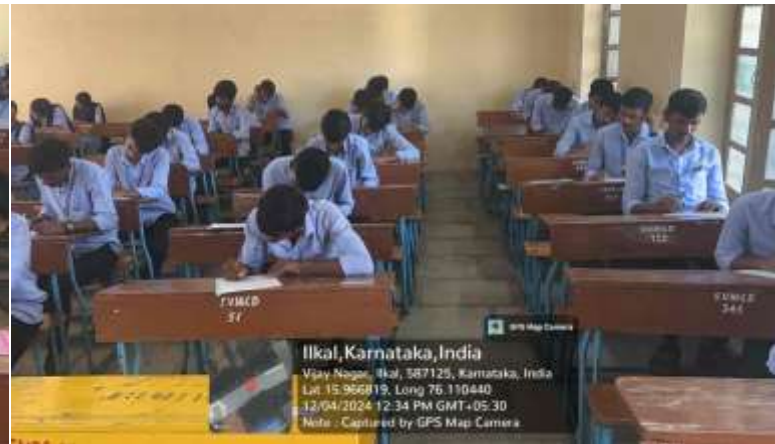 GPS Map Camera
Ilkal, Karnataka, India
Vijay Nagar, Ilkal, 587125, Karnataka, India
Lat 15.966819, Long 76.110440
12/04/2024 12:34 PM GMT+05:30
Note : Captured by GPS Map Camera